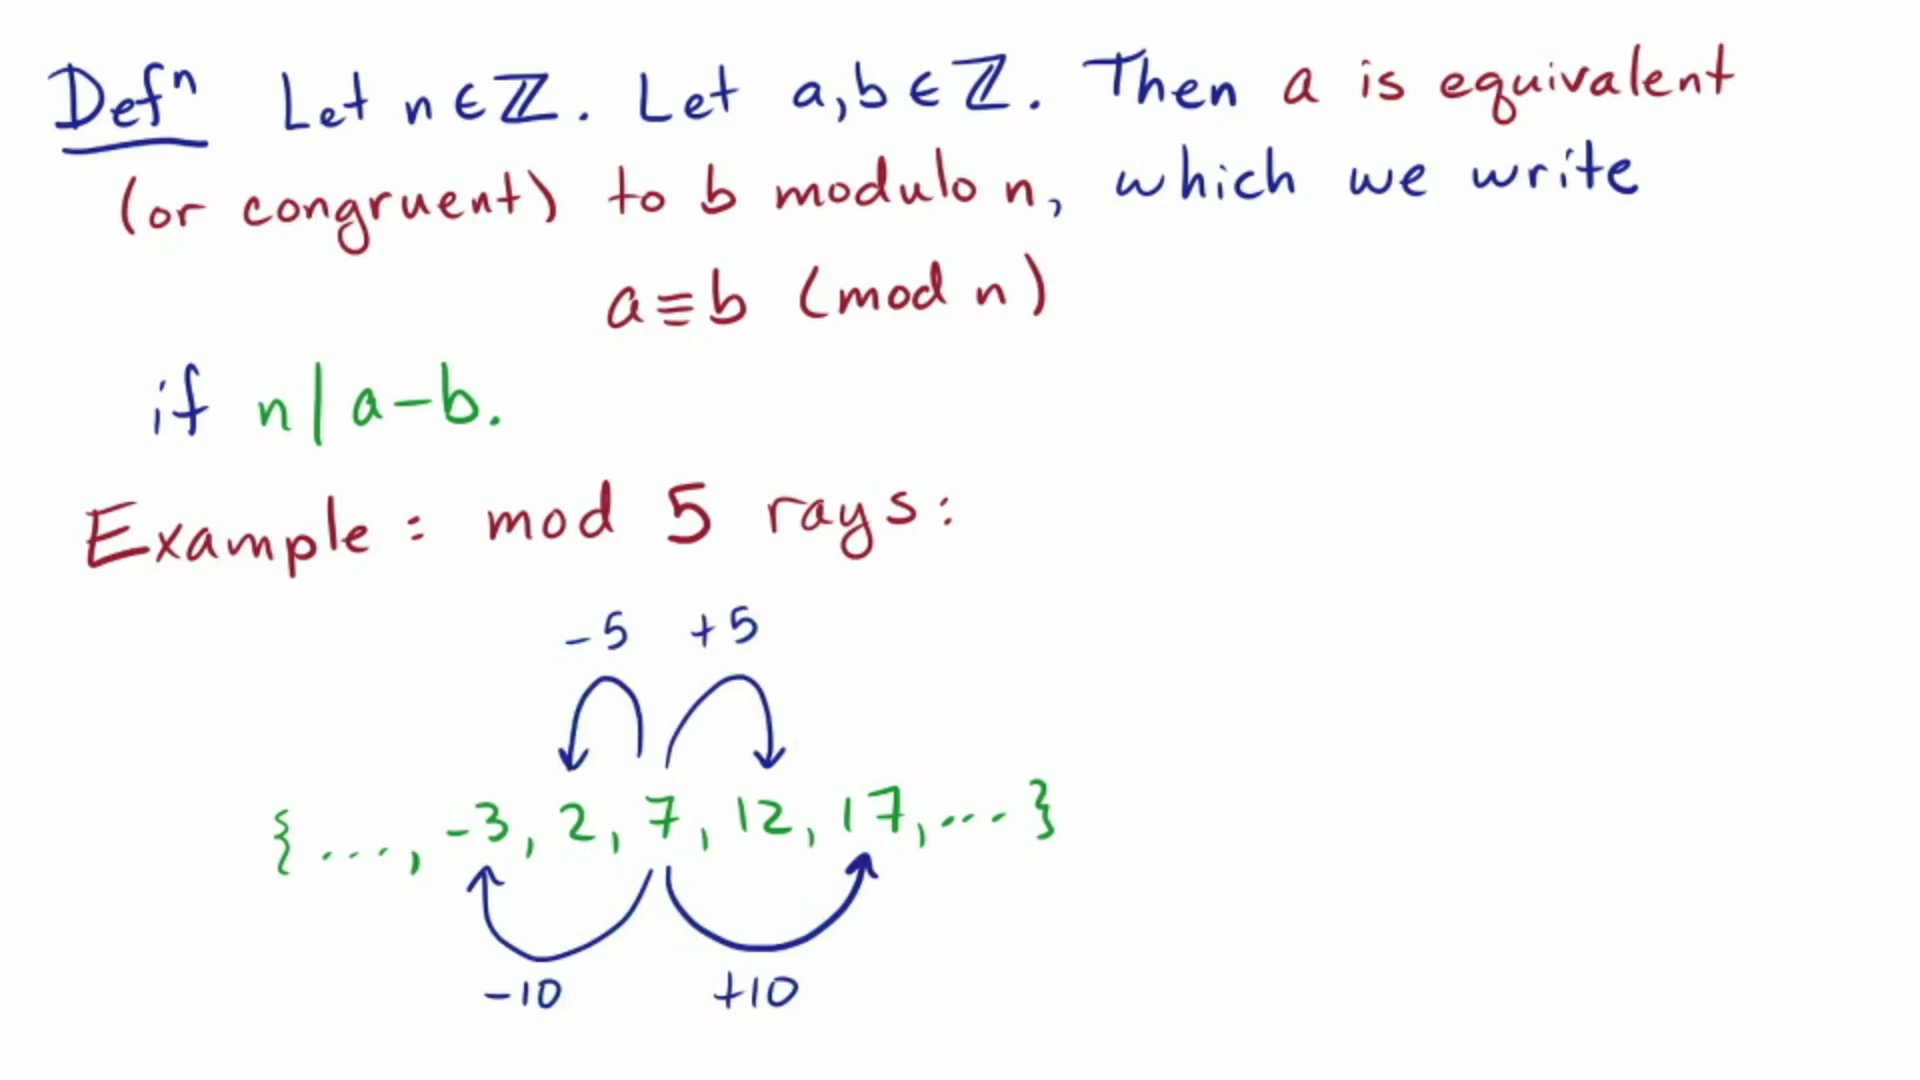 Defⁿ Let n ∈ ℤ. Let a, b ∈ ℤ. Then a is equivalent
(or congruent) to b modulo n, which we write
a ≡ b (mod n)
if n | a - b.
Example: mod 5 rays:
-5 +5
{ ..., -3, 2, 7, 12, 17, ... }
-10 +10